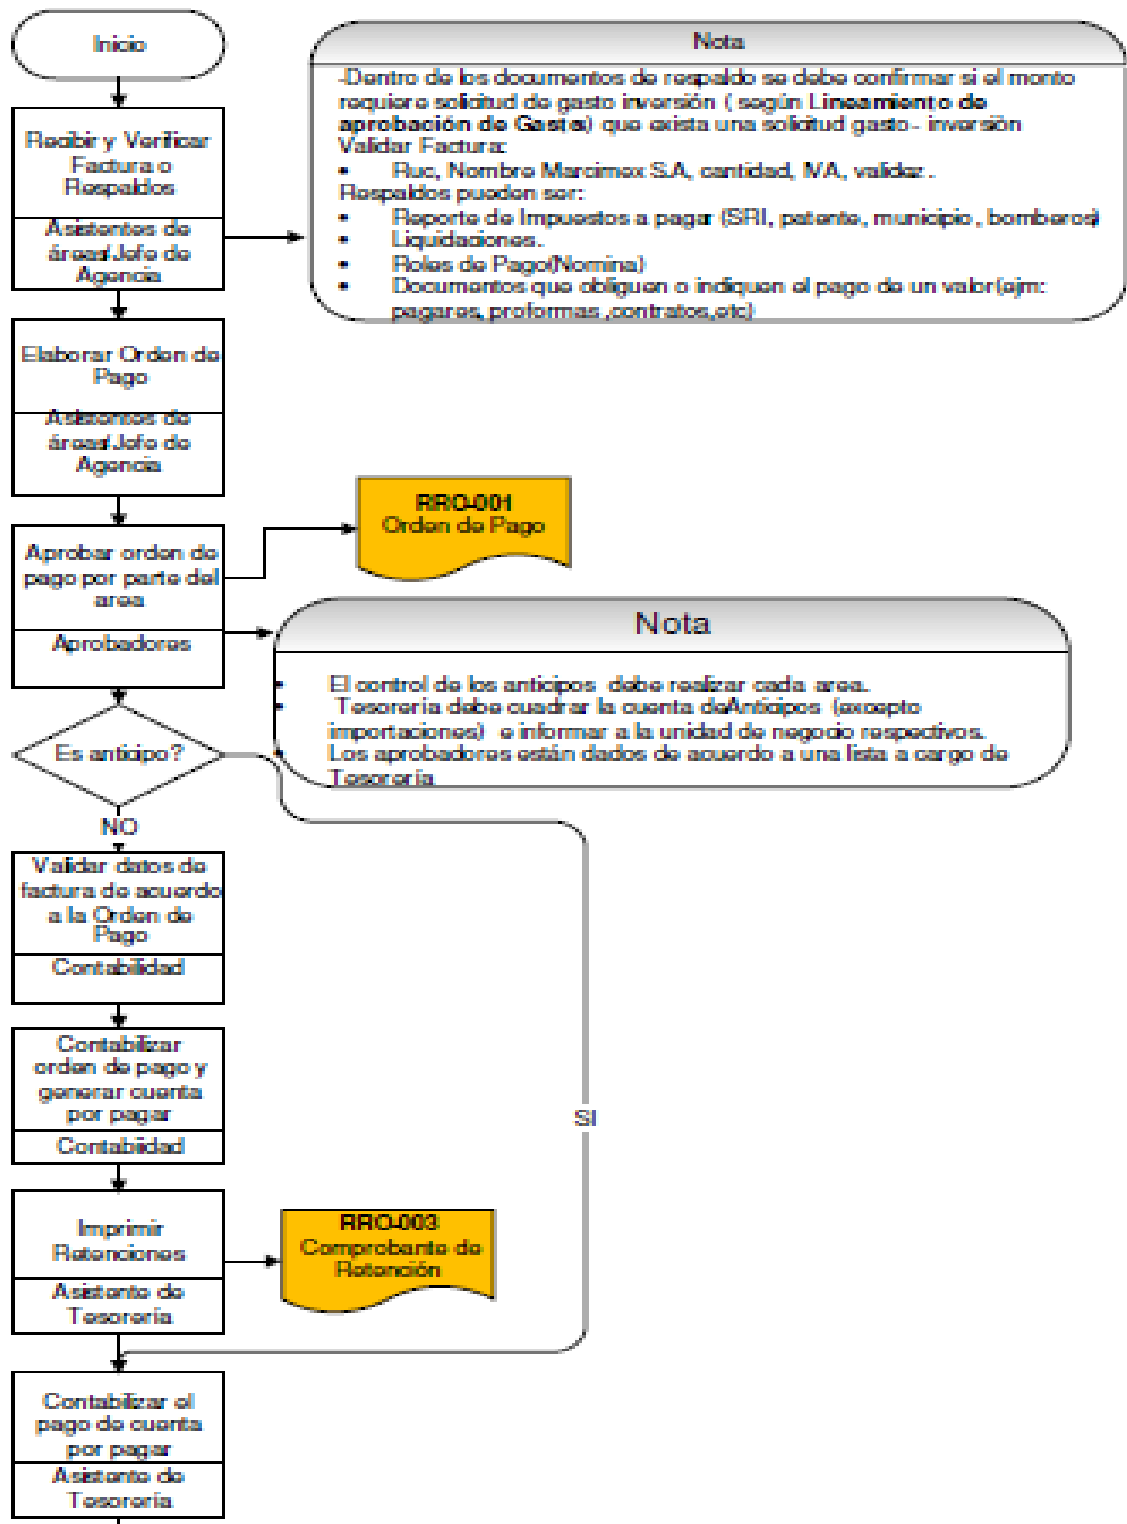 Inicio
Nota
-Dentro de los documentos de respaldo se debe confirmar si el monto
requiere solicitud de gasto inversión ( según Lineamiento de
aprobación de Gastos) que exista una solicitud gasto- inversión
Validar Factura:
• Ruc, Nombre Marcimex S.A, cantidad, IVA, validez .
Respaldos pueden ser:
• Reporte de Impuestos a pagar (SRI, patente, municipio, bomberos)
• Liquidaciones.
• Roles de Pago(Nomina)
• Documentos que obliguen o indiquen el pago de un valor(ejm:
pagares, proformas ,contratos,etc)
Recibir y Verificar
Factura o
Respaldos
Asistentes de
áreas/Jefe de
Agencia
Elaborar Orden de
Pago
Asistentes de
áreas/Jefe de
Agencia
RRO-001
Orden de Pago
Aprobar orden de
pago por parte del
area
Aprobadores
Nota
• El control de los anticipos debe realizar cada area.
• Tesorería debe cuadrar la cuenta deAnticipos (excepto
importaciones) e informar a la unidad de negocio respectivos.
• Los aprobadores están dados de acuerdo a una lista a cargo de
Tesorería
Es anticipo?
NO
Validar datos de
factura de acuerdo
a la Orden de
Pago
Contabilidad
Contabilizar
orden de pago y
generar cuenta
por pagar
Contabilidad
SI
Imprimir
Retenciones
Asistente de
Tesorería
RRO-003
Comprobante de
Retención
Contabilizar el
pago de cuenta
por pagar
Asistente de
Tesorería